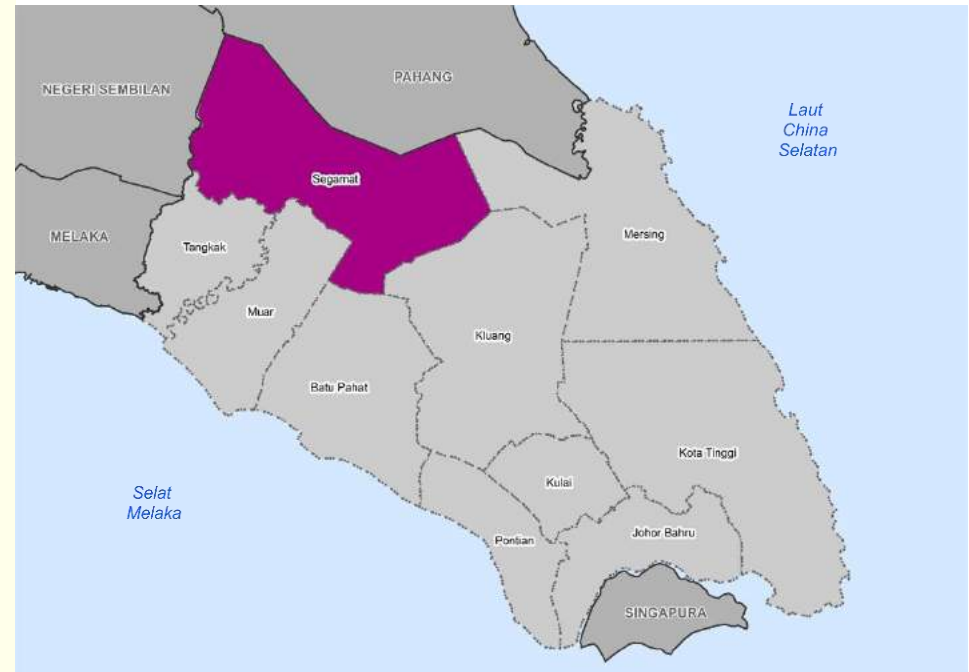 NEGERI SEMBILAN
PAHANG
Laut
China
Selatan
Segamat
MELAKA
Tangkak
Mersing
Muar
Kluang
Batu Pahat
Kota Tinggi
Kulai
Selat
Melaka
Pontian
Johor Bahru
SINGAPURA